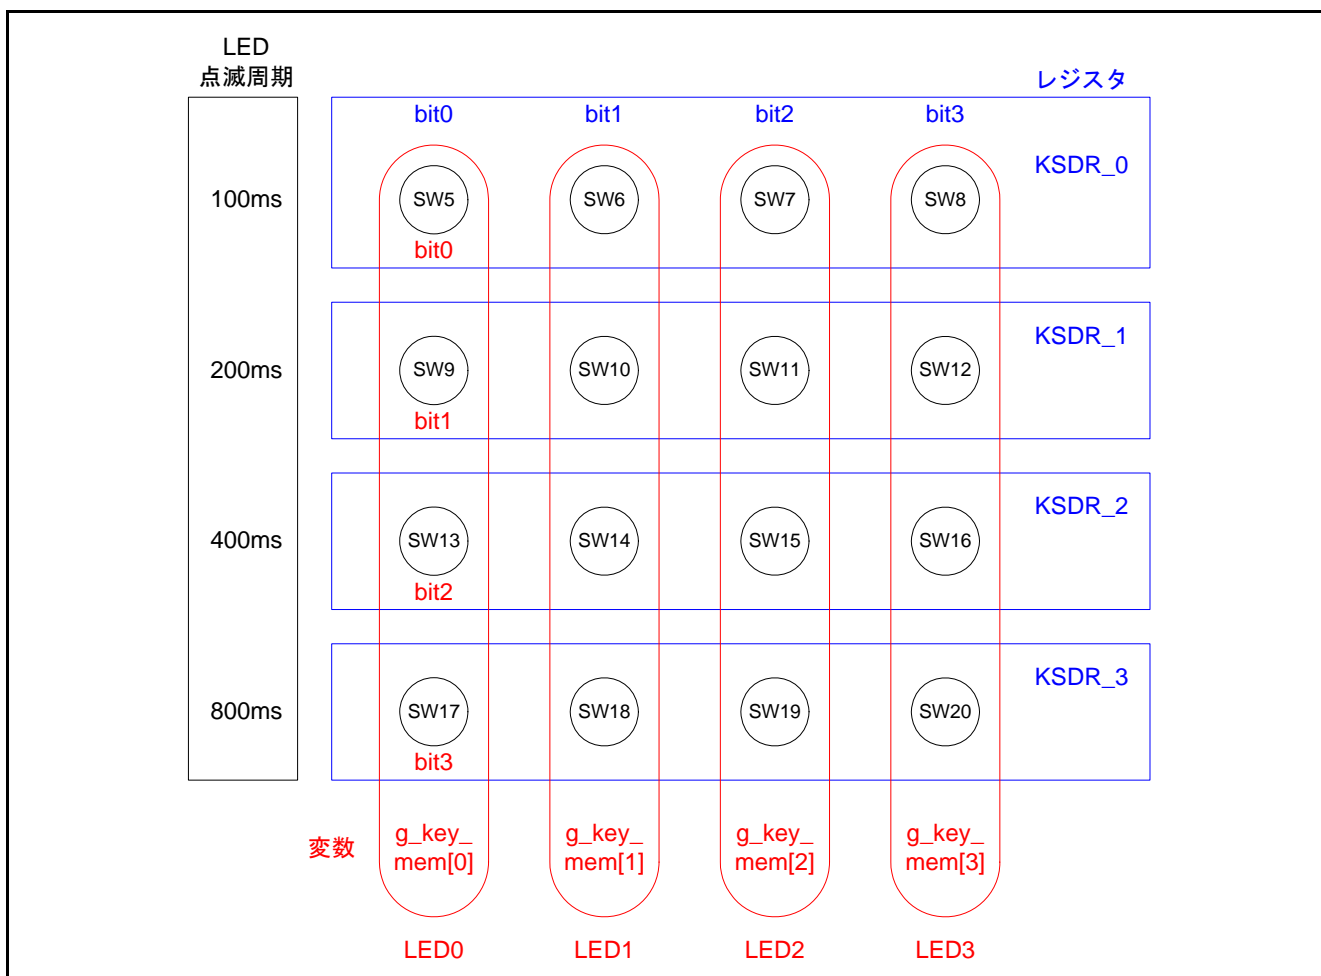 LED
点滅周期
レジスタ
bit0 bit1 bit2 bit3
KSDR_0
100ms SW5 SW6 SW7 SW8
bit0
KSDR_1
200ms SW9 SW10 SW11 SW12
bit1
KSDR_2
400ms SW13 SW14 SW15 SW16
bit2
KSDR_3
800ms SW17 SW18 SW19 SW20
bit3
変数
g_key_
mem[0]
g_key_
mem[1]
g_key_
mem[2]
g_key_
mem[3]
LED0 LED1 LED2 LED3